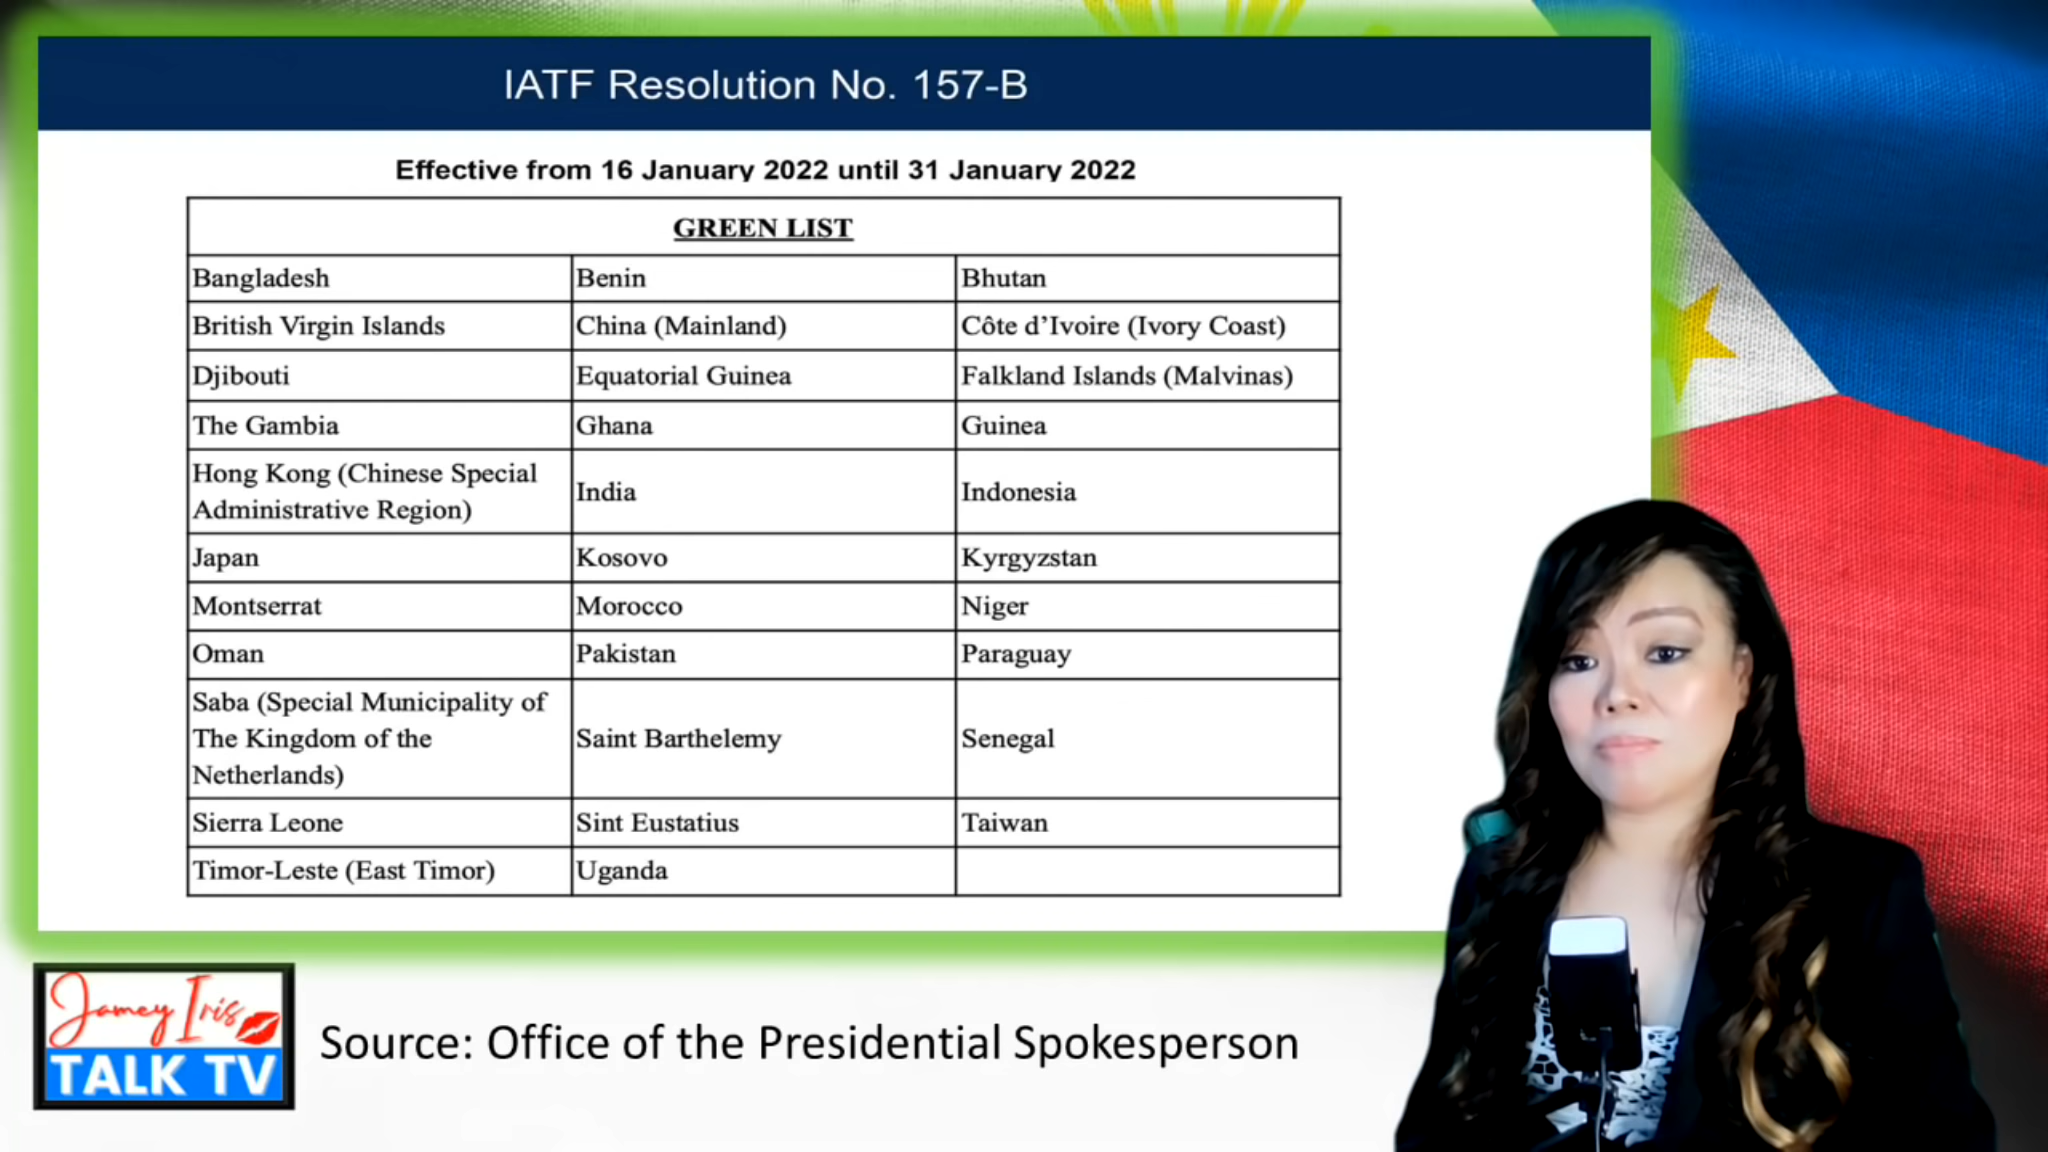 IATF Resolution No. 157-B
Effective from 16 January 2022 until 31 January 2022
GREEN LIST
Bangladesh
Benin
Bhutan
British Virgin Islands
China (Mainland)
Côte d’Ivoire (Ivory Coast)
Djibouti
Equatorial Guinea
Falkland Islands (Malvinas)
The Gambia
Ghana
Guinea
Hong Kong (Chinese Special
Administrative Region)
India
Indonesia
Japan
Kosovo
Kyrgyzstan
Montserrat
Morocco
Niger
Oman
Pakistan
Paraguay
Saba (Special Municipality of
The Kingdom of the
Netherlands)
Saint Barthelemy
Senegal
Sierra Leone
Sint Eustatius
Taiwan
Timor-Leste (East Timor)
Uganda
Jamey Iris
TALK TV
Source: Office of the Presidential Spokesperson